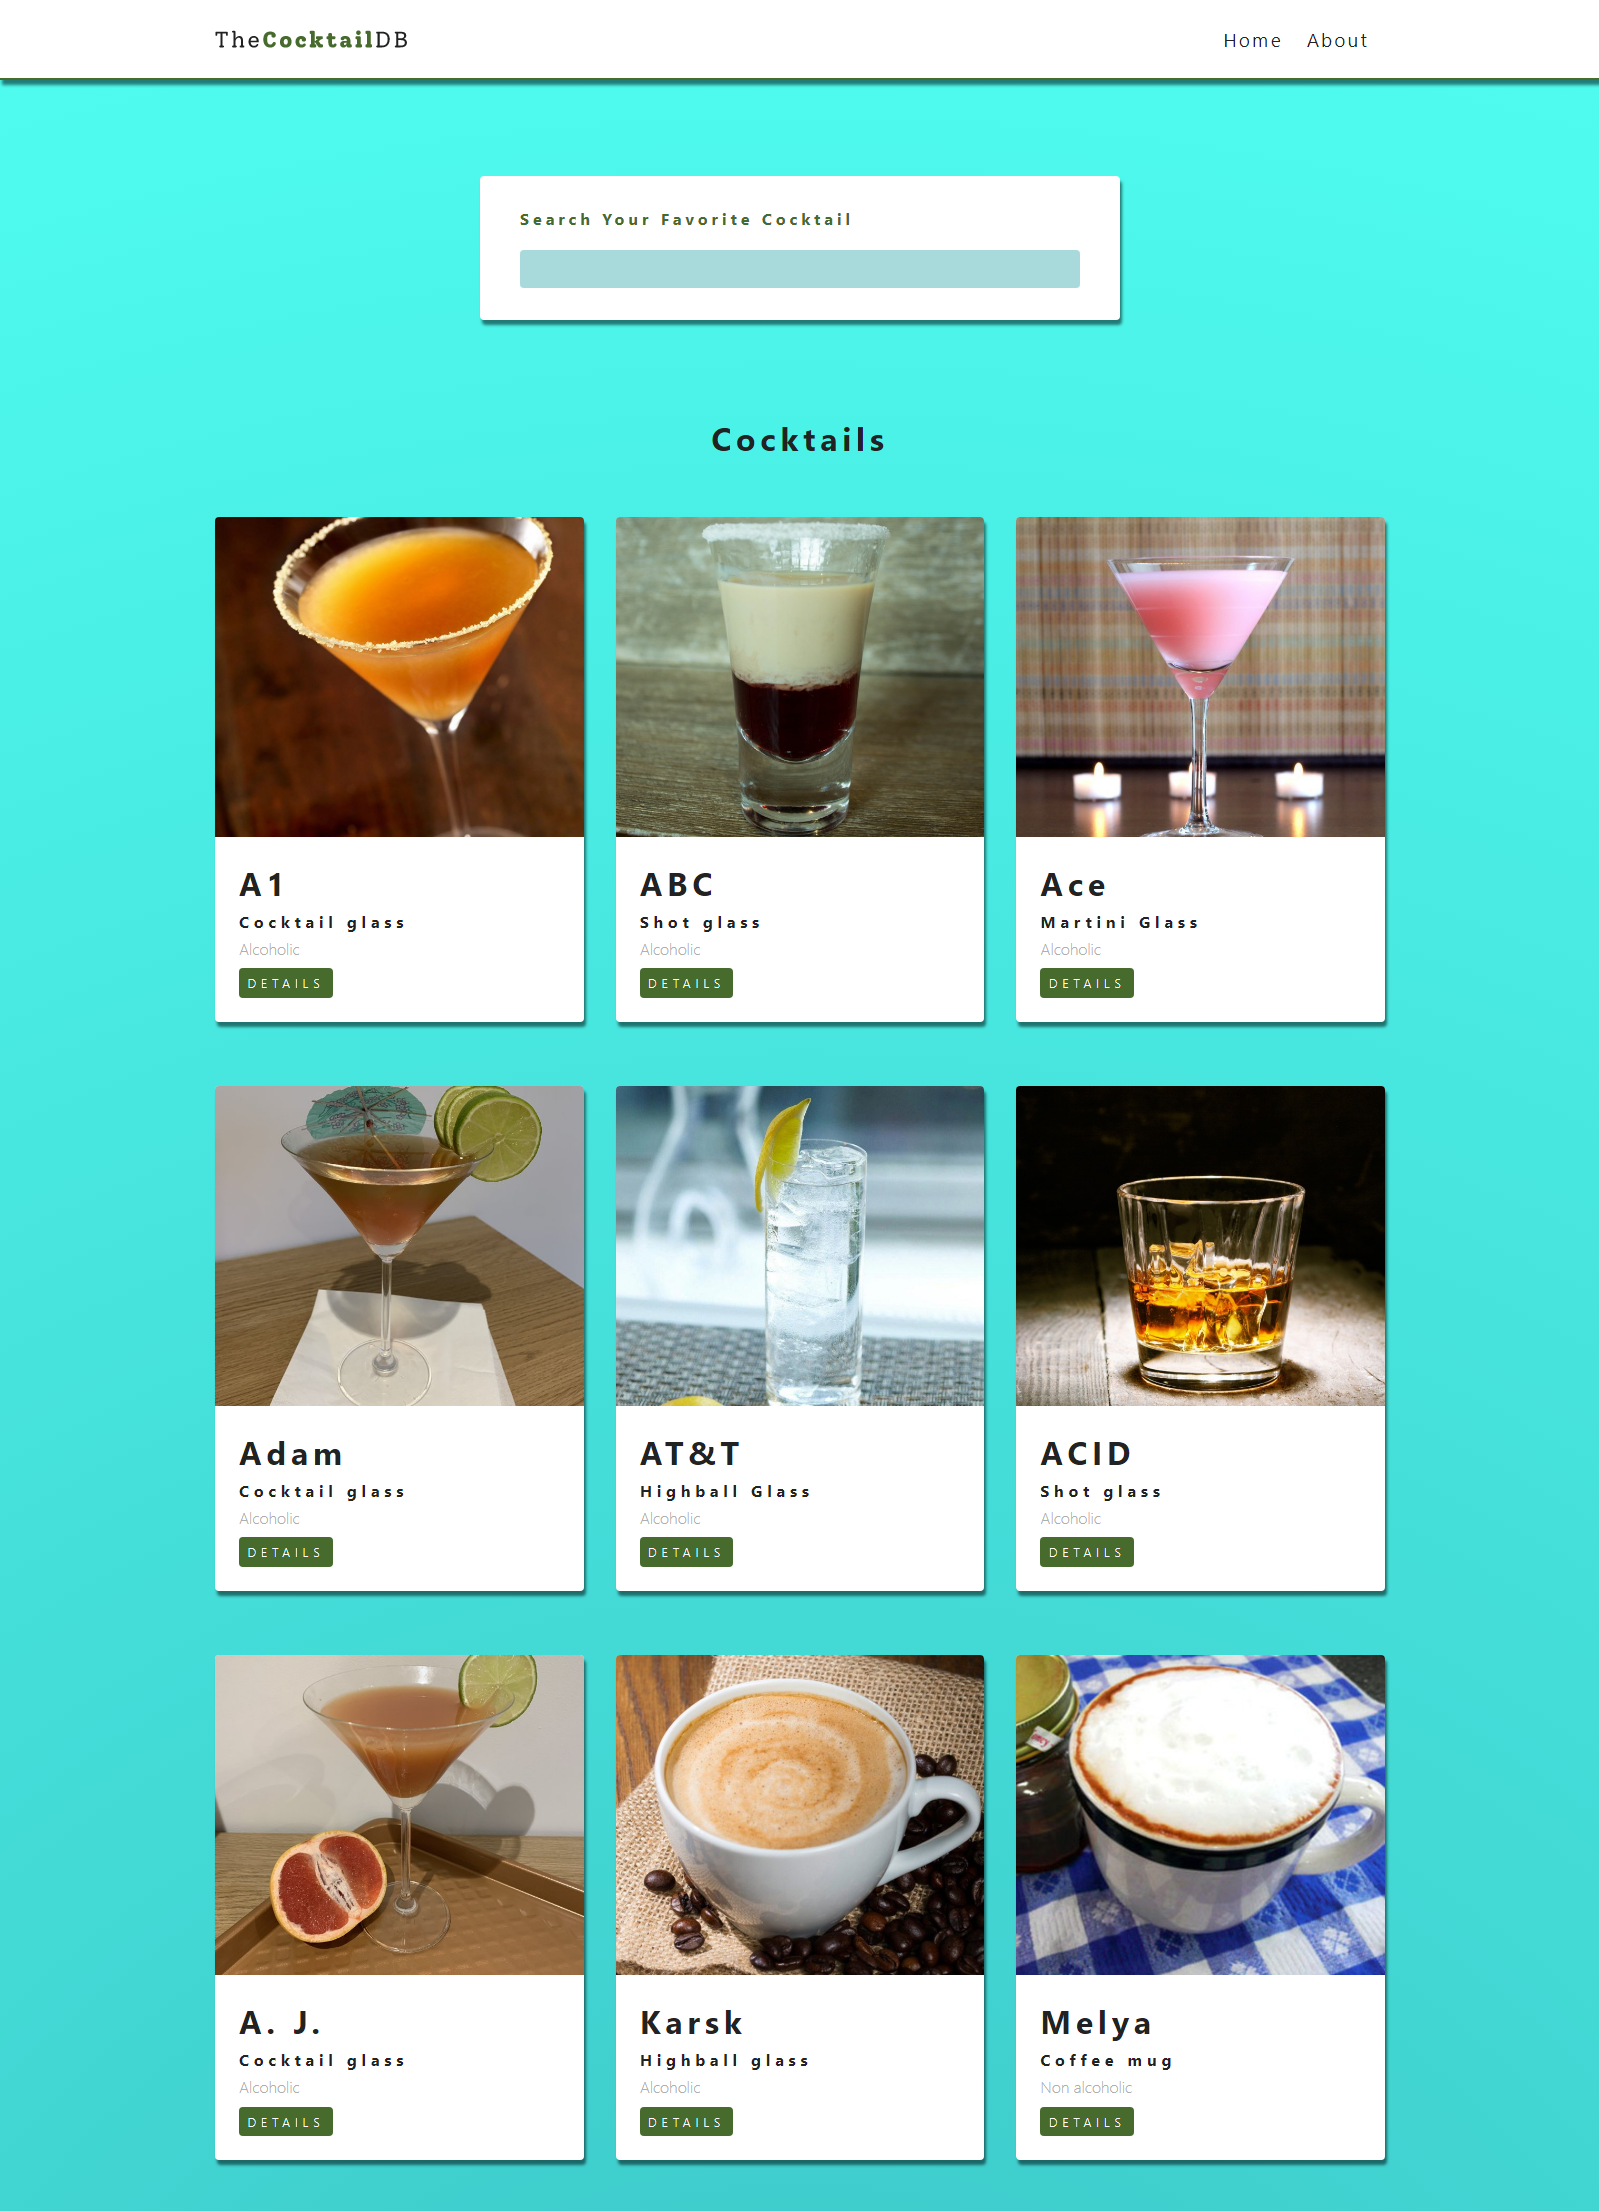 TheCocktailDB
Home About
Search Your Favorite Cocktail
Cocktails
A1
Cocktail glass
Alcoholic
DETAILS
ABC
Shot glass
Alcoholic
DETAILS
Ace
Martini Glass
Alcoholic
DETAILS
Adam
Cocktail glass
Alcoholic
DETAILS
AT&T
Highball Glass
Alcoholic
DETAILS
ACID
Shot glass
Alcoholic
DETAILS
A. J.
Cocktail glass
Alcoholic
DETAILS
Karsk
Highball glass
Alcoholic
DETAILS
Melya
Coffee mug
Non alcoholic
DETAILS